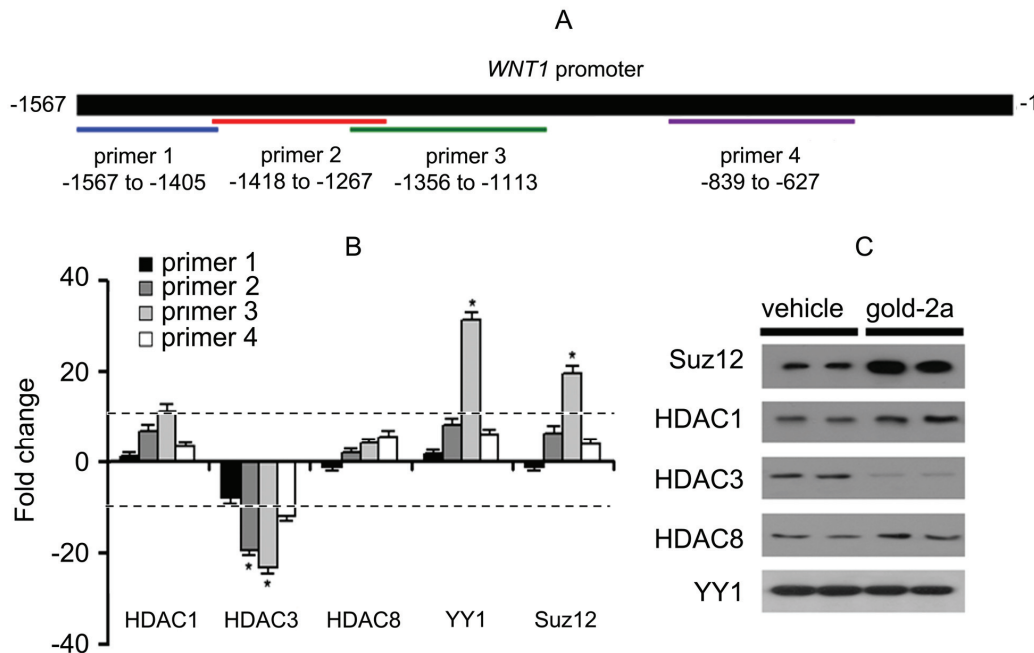 A
WNT1 promoter
-1567
-1
primer 1
-1567 to -1405
primer 2
-1418 to -1267
primer 3
-1356 to -1113
primer 4
-839 to -627
B
primer 1
primer 2
primer 3
primer 4
Fold change
40
20
0
-20
-40
*
*
*
*
HDAC1
HDAC3
HDAC8
YY1
Suz12
C
vehicle
gold-2a
Suz12
HDAC1
HDAC3
HDAC8
YY1